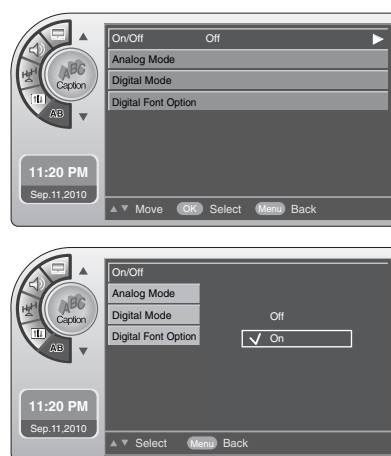 On/Off Off
Analog Mode
Digital Mode
Digital Font Option
ABC
Caption
AB
11:20 PM
Sep.11,2010
Move OK Select Menu Back
On/Off
Analog Mode
Digital Mode Off
Digital Font Option On
ABC
Caption
AB
11:20 PM
Sep.11,2010
Select Menu Back